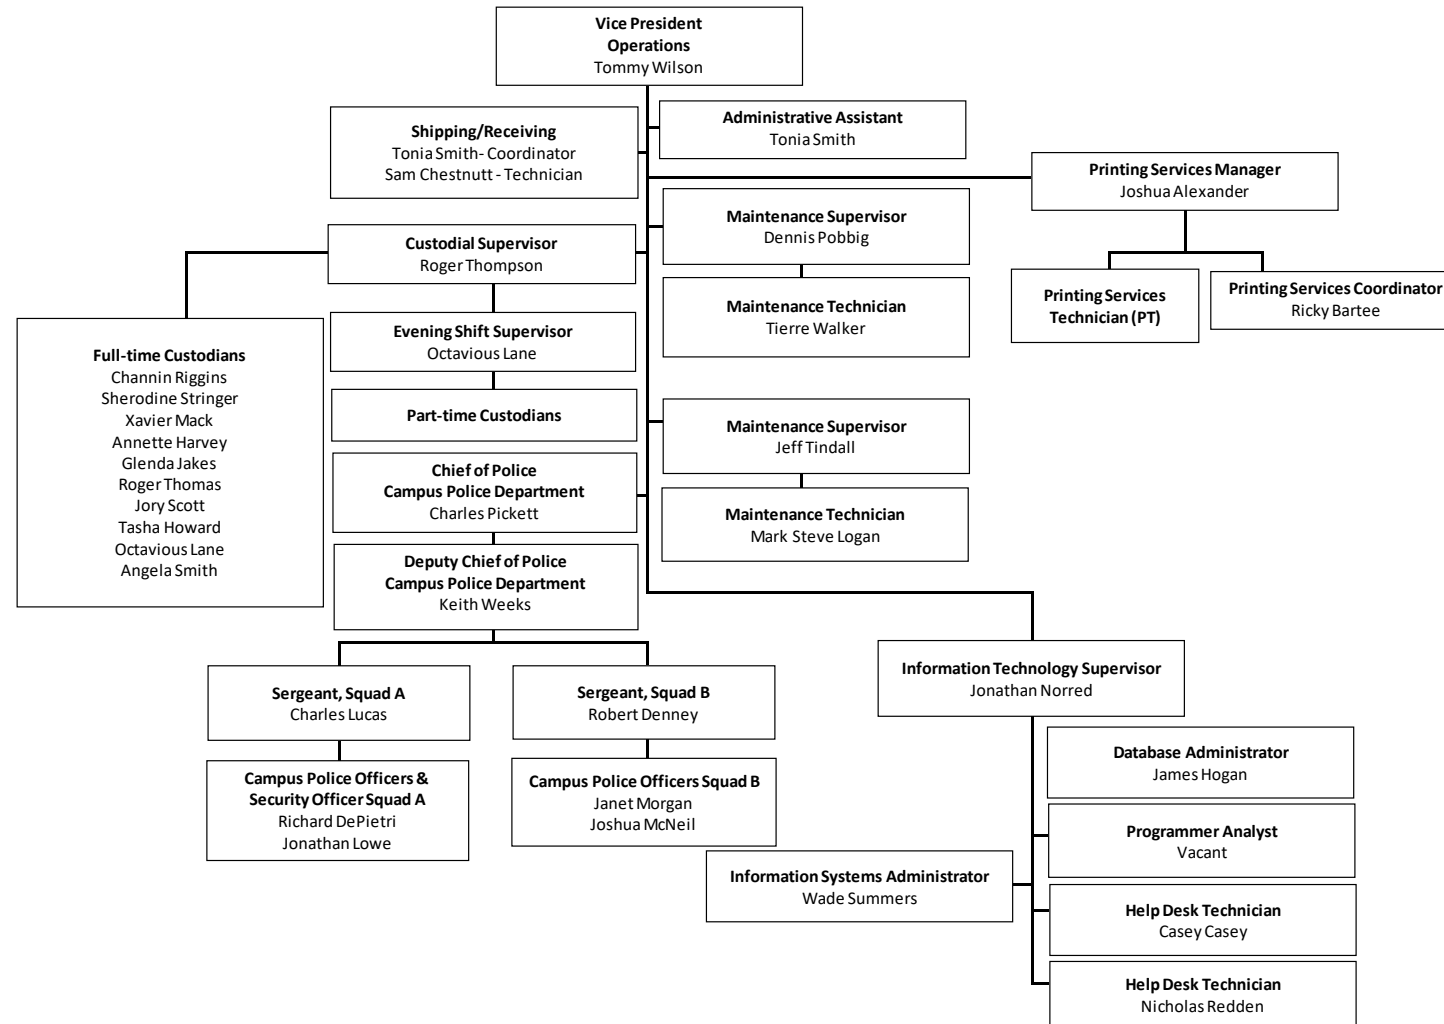 Vice President
Operations
Tommy Wilson
Shipping/Receiving
Tonia Smith- Coordinator
Sam Chestnutt - Technician
Administrative Assistant
Tonia Smith
Printing Services Manager
Joshua Alexander
Printing Services
Technician (PT)
Printing Services Coordinator
Ricky Bartee
Maintenance Supervisor
Dennis Pobbig
Maintenance Technician
Tierre Walker
Custodial Supervisor
Roger Thompson
Full-time Custodians
Channin Riggins
Sherodine Stringer
Xavier Mack
Annette Harvey
Glenda Jakes
Roger Thomas
Jory Scott
Tasha Howard
Octavious Lane
Angela Smith
Evening Shift Supervisor
Octavious Lane
Part-time Custodians
Maintenance Supervisor
Jeff Tindall
Maintenance Technician
Mark Steve Logan
Chief of Police
Campus Police Department
Charles Pickett
Deputy Chief of Police
Campus Police Department
Keith Weeks
Sergeant, Squad A
Charles Lucas
Campus Police Officers &
Security Officer Squad A
Richard DePietri
Jonathan Lowe
Sergeant, Squad B
Robert Denney
Campus Police Officers Squad B
Janet Morgan
Joshua McNeil
Information Technology Supervisor
Jonathan Norred
Database Administrator
James Hogan
Programmer Analyst
Vacant
Information Systems Administrator
Wade Summers
Help Desk Technician
Casey Casey
Help Desk Technician
Nicholas Redden